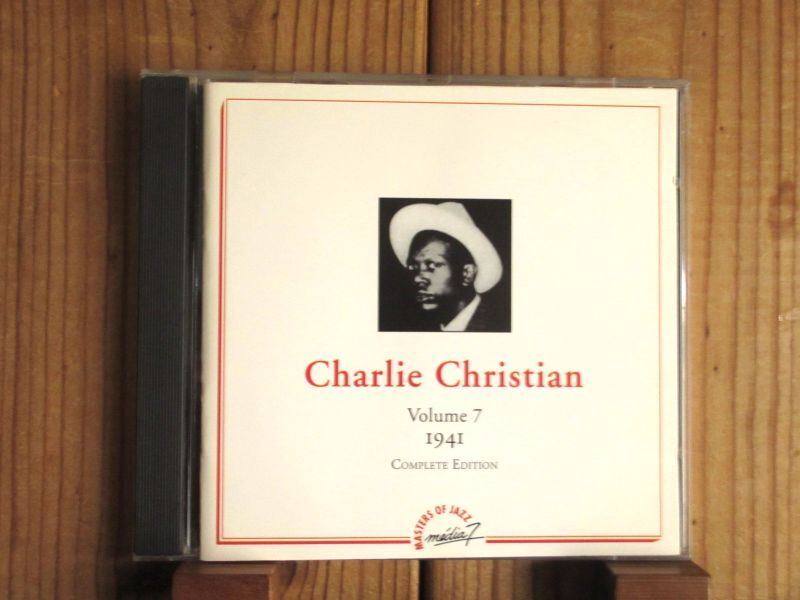 Charlie Christian
Volume 7
1941
Complete Edition
MASTERS OF JAZZ
média 7